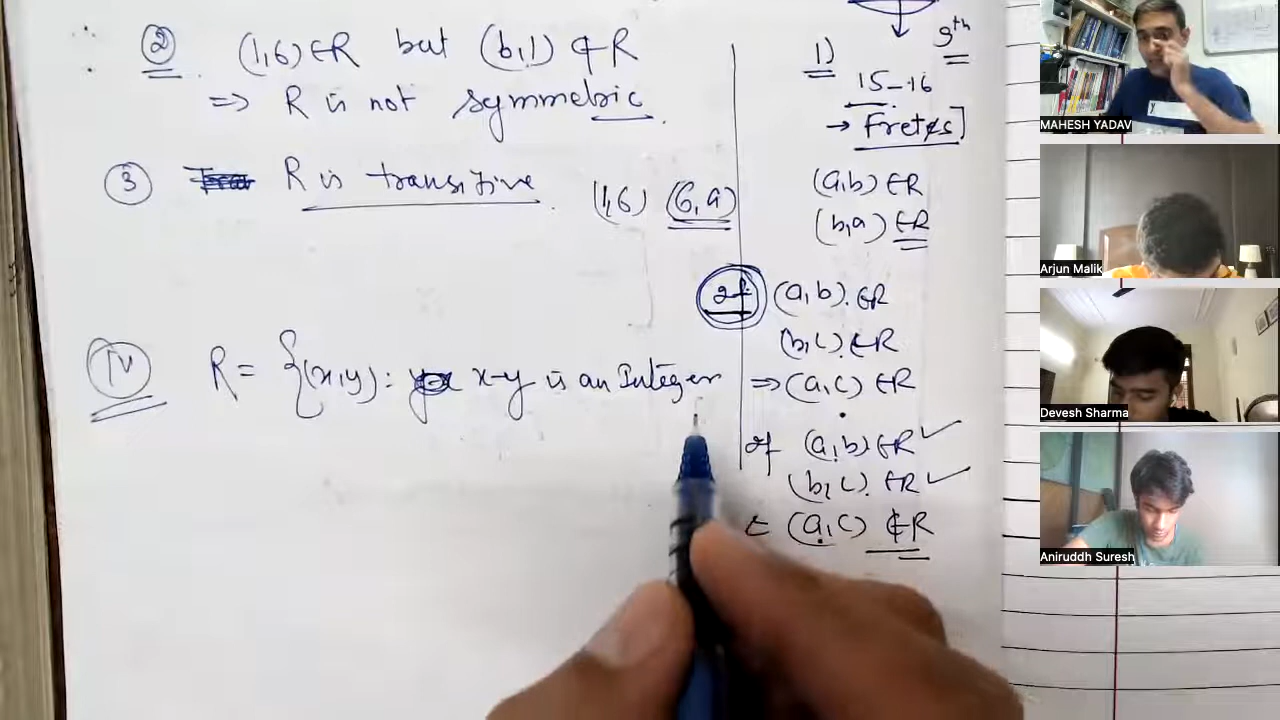 ∴ ② (1,6) ∈ R but (6,1) ∉ R
⇒ R is not symmetric.
③ R is transitive. (1,6) (6,a)
Ⅳ R = {(x,y): x-y is an Integer
9th
1) 15-16
→ Fret/s]
(a,b) ∈ R
(b,a) ∈ R
If (a,b). ∈ R
(b,c). ∈ R
⇒ (a,c) ∈ R
If (a,b) ∈ R ✓
(b,c). ∈ R ✓
& (a,c) ∉ R
MAHESH YADAV
Arjun Malik
Devesh Sharma
Aniruddh Suresh